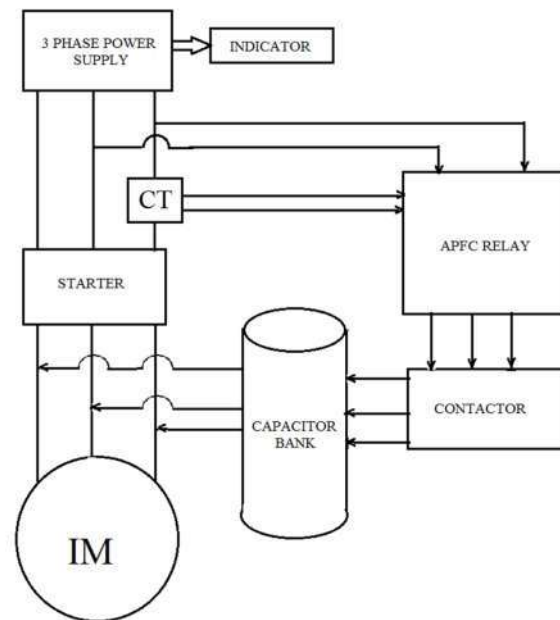 3 PHASE POWER
SUPPLY
INDICATOR
CT
APFC RELAY
STARTER
CONTACTOR
CAPACITOR
BANK
IM